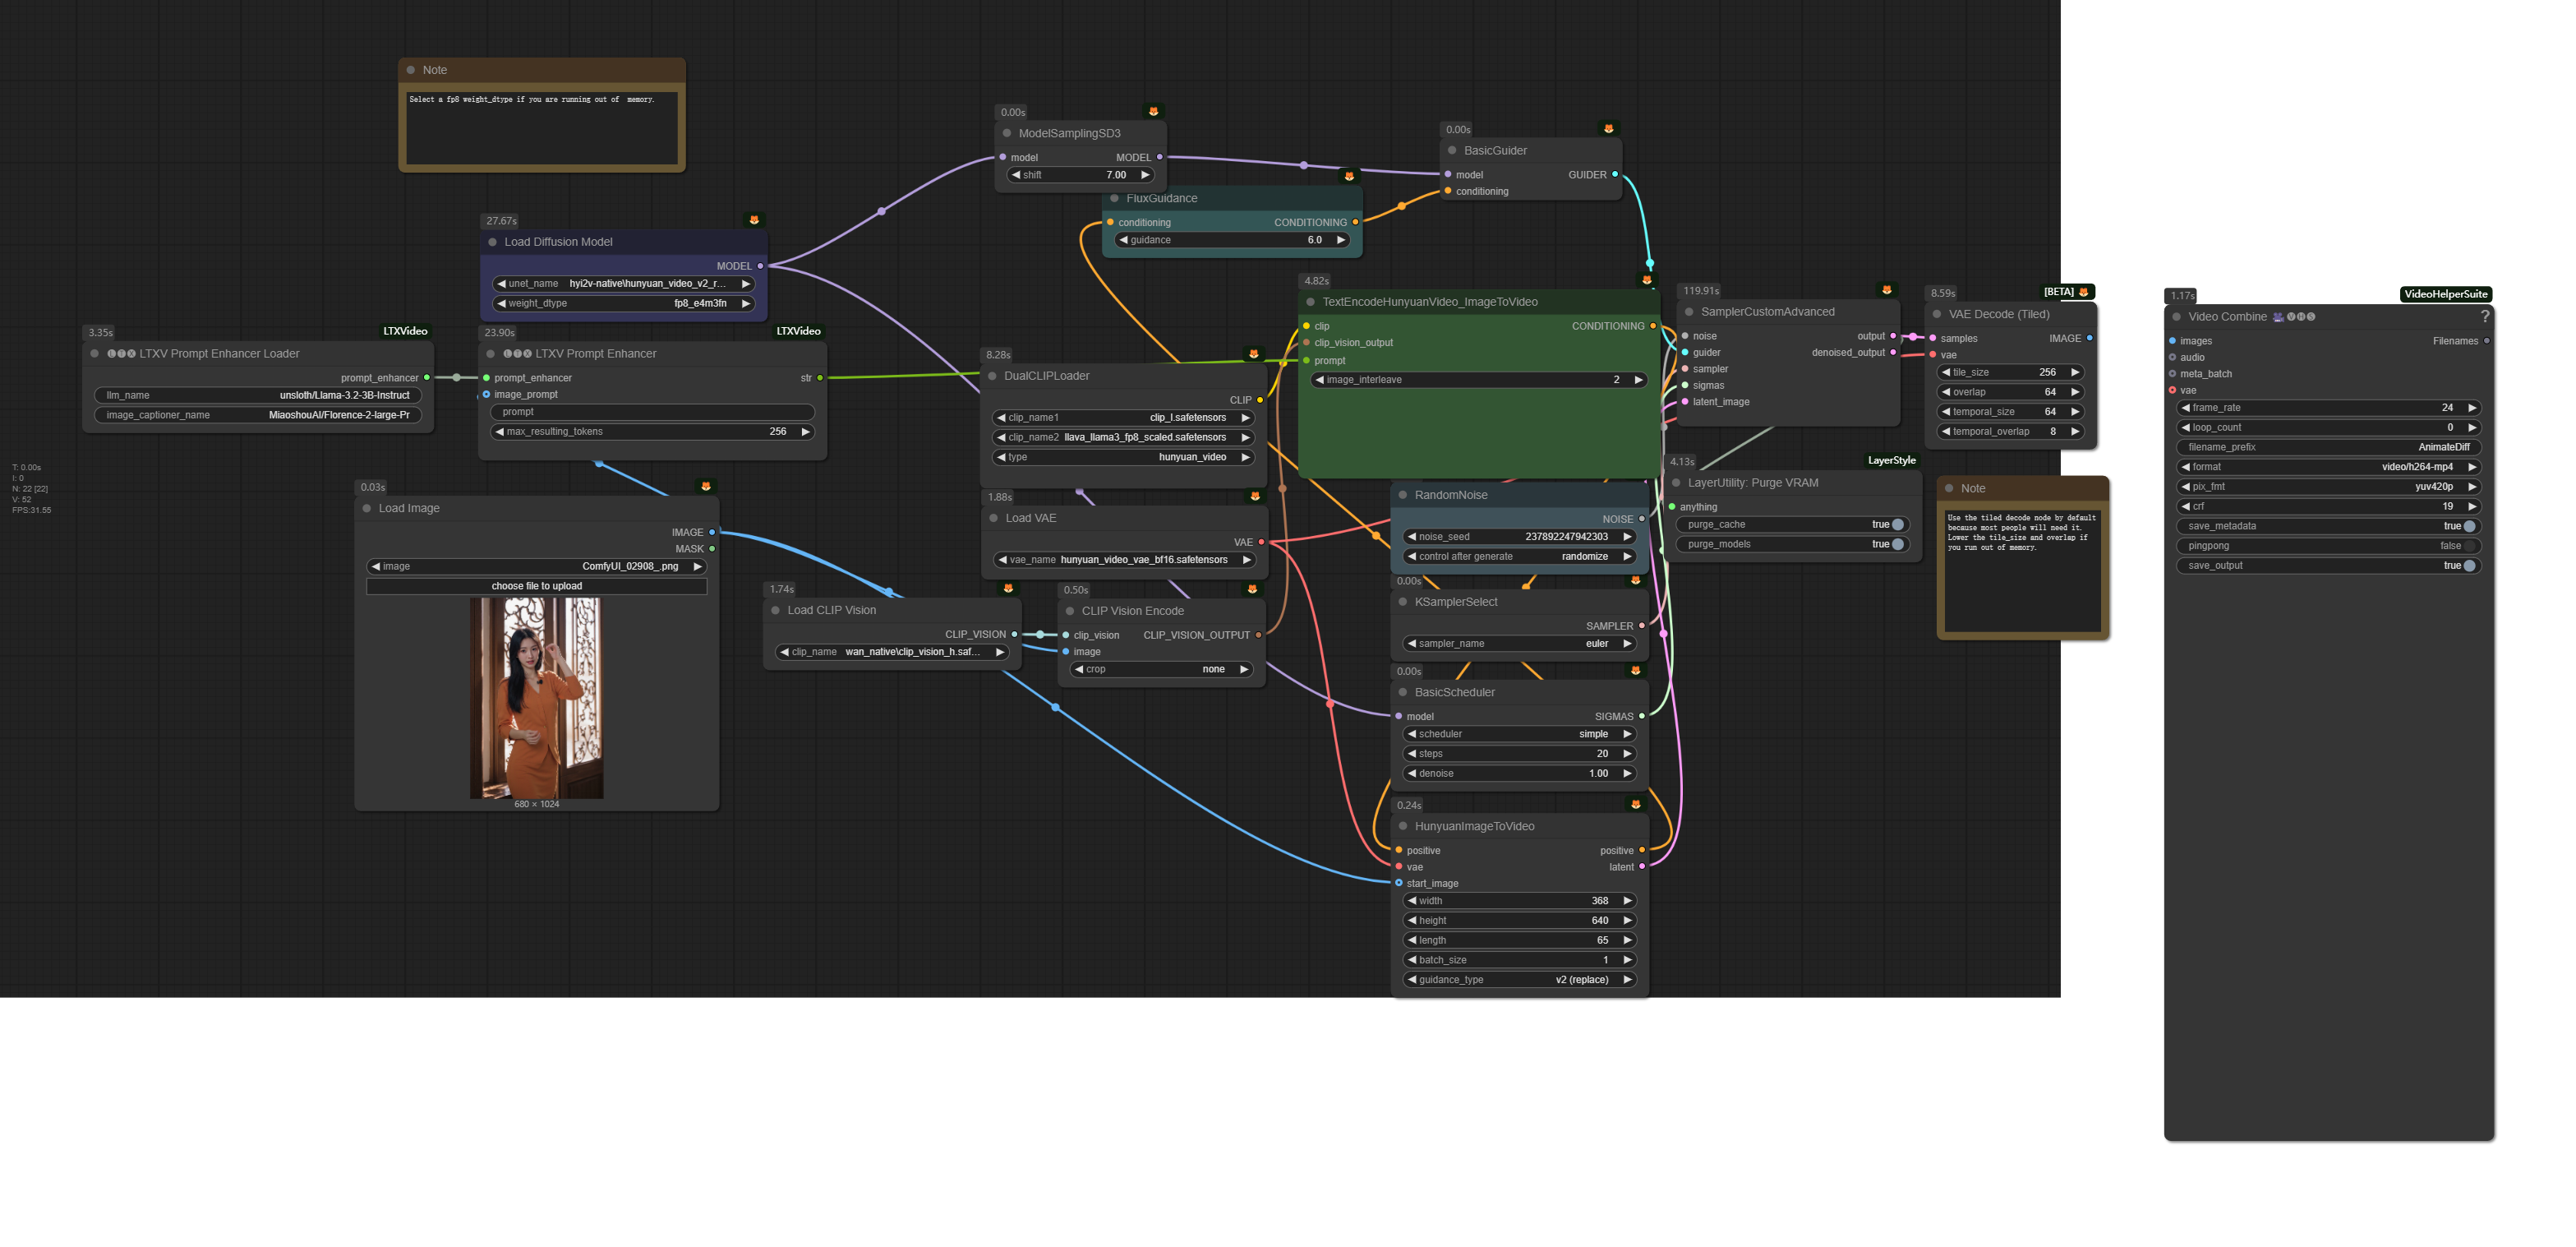 Note
Select a fp8 weight_dtype if you are running out of  memory.
27.67s
Load Diffusion Model
MODEL
unet_name hyi2v-native\hunyuan_video_v2_r...
weight_dtype fp8_e4m3fn
3.35s
LTXVideo
LTX LTXV Prompt Enhancer Loader
prompt_enhancer
llm_name unsloth/Llama-3.2-3B-Instruct
image_captioner_name MiaoshouAI/Florence-2-large-Pr
23.90s
LTXVideo
LTX LTXV Prompt Enhancer
prompt_enhancer str
image_prompt
prompt
max_resulting_tokens 256
T: 0.00s
I: 0
N: 22 [22]
V: 52
FPS:31.55
0.03s
Load Image
IMAGE
MASK
image ComfyUI_02908_.png
choose file to upload
680 × 1024
0.00s
ModelSamplingSD3
model MODEL
shift 7.00
FluxGuidance
conditioning CONDITIONING
guidance 6.0
0.00s
BasicGuider
model GUIDER
conditioning
8.28s
DualCLIPLoader
CLIP
clip_name1 clip_l.safetensors
clip_name2 llava_llama3_fp8_scaled.safetensors
type hunyuan_video
1.88s
Load VAE
VAE
vae_name hunyuan_video_vae_bf16.safetensors
1.74s
Load CLIP Vision
CLIP_VISION
clip_name wan_native\clip_vision_h.saf...
0.50s
CLIP Vision Encode
clip_vision CLIP_VISION_OUTPUT
image
crop none
4.82s
TextEncodeHunyuanVideo_ImageToVideo
clip CONDITIONING
clip_vision_output
prompt
image_interleave 2
RandomNoise
NOISE
noise_seed 237892247942303
control after generate randomize
0.00s
KSamplerSelect
SAMPLER
sampler_name euler
0.00s
BasicScheduler
model SIGMAS
scheduler simple
steps 20
denoise 1.00
0.24s
HunyuanImageToVideo
positive positive
vae latent
start_image
width 368
height 640
length 65
batch_size 1
guidance_type v2 (replace)
119.91s
SamplerCustomAdvanced
noise output
guider denoised_output
sampler
sigmas
latent_image
4.13s
LayerStyle
LayerUtility: Purge VRAM
anything
purge_cache true
purge_models true
8.59s
[BETA]
VAE Decode (Tiled)
samples IMAGE
vae
tile_size 256
overlap 64
temporal_size 64
temporal_overlap 8
Note
Use the tiled decode node by default
because most people will need it.
Lower the tile_size and overlap if
you run out of memory.
1.17s
VideoHelperSuite
Video Combine VHS ?
images Filenames
audio
meta_batch
vae
frame_rate 24
loop_count 0
filename_prefix AnimateDiff
format video/h264-mp4
pix_fmt yuv420p
crf 19
save_metadata true
pingpong false
save_output true